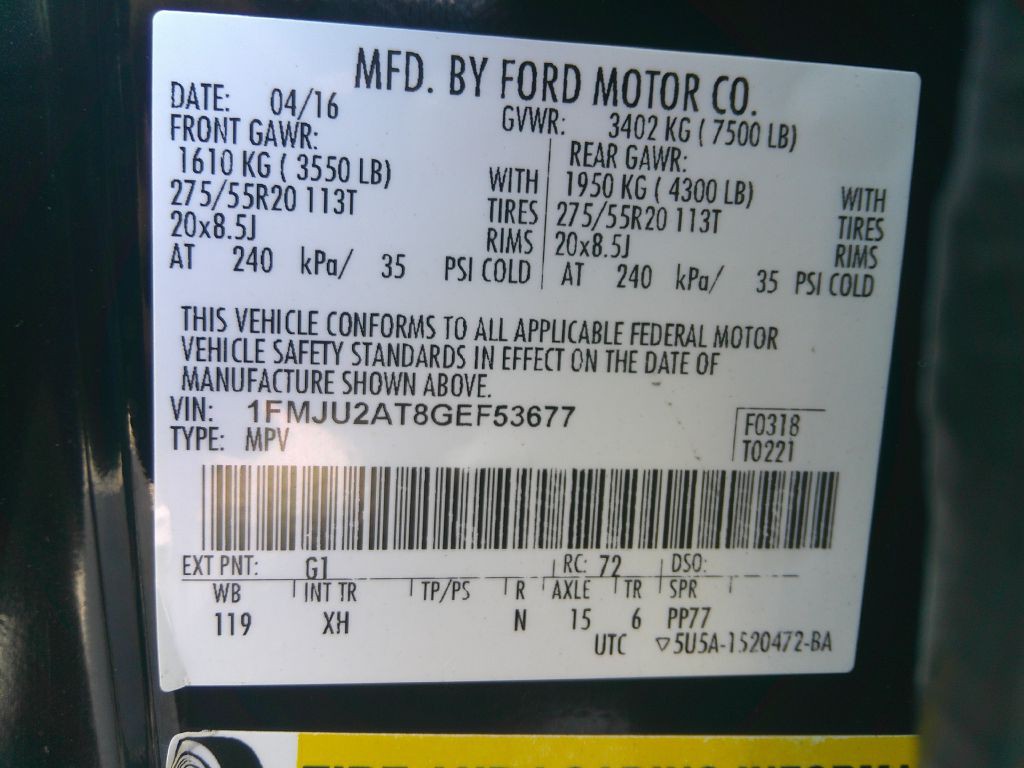 MFD. BY FORD MOTOR CO.
DATE: 04/16 GVWR: 3402 KG ( 7500 LB)
FRONT GAWR: REAR GAWR:
1610 KG ( 3550 LB) WITH 1950 KG ( 4300 LB) WITH
275/55R20 113T TIRES 275/55R20 113T TIRES
20x8.5J RIMS 20x8.5J RIMS
AT 240 kPa/ 35 PSI COLD AT 240 kPa/ 35 PSI COLD
THIS VEHICLE CONFORMS TO ALL APPLICABLE FEDERAL MOTOR
VEHICLE SAFETY STANDARDS IN EFFECT ON THE DATE OF
MANUFACTURE SHOWN ABOVE.
VIN: 1FMJU2AT8GEF53677 F0318
TYPE: MPV T0221
EXT PNT: G1 RC: 72 DSO:
WB INT TR TP/PS R AXLE TR SPR
119 XH N 15 6 PP77
UTC ▽5U5A-1520472-BA
TIRE AND LOADING INFORMA